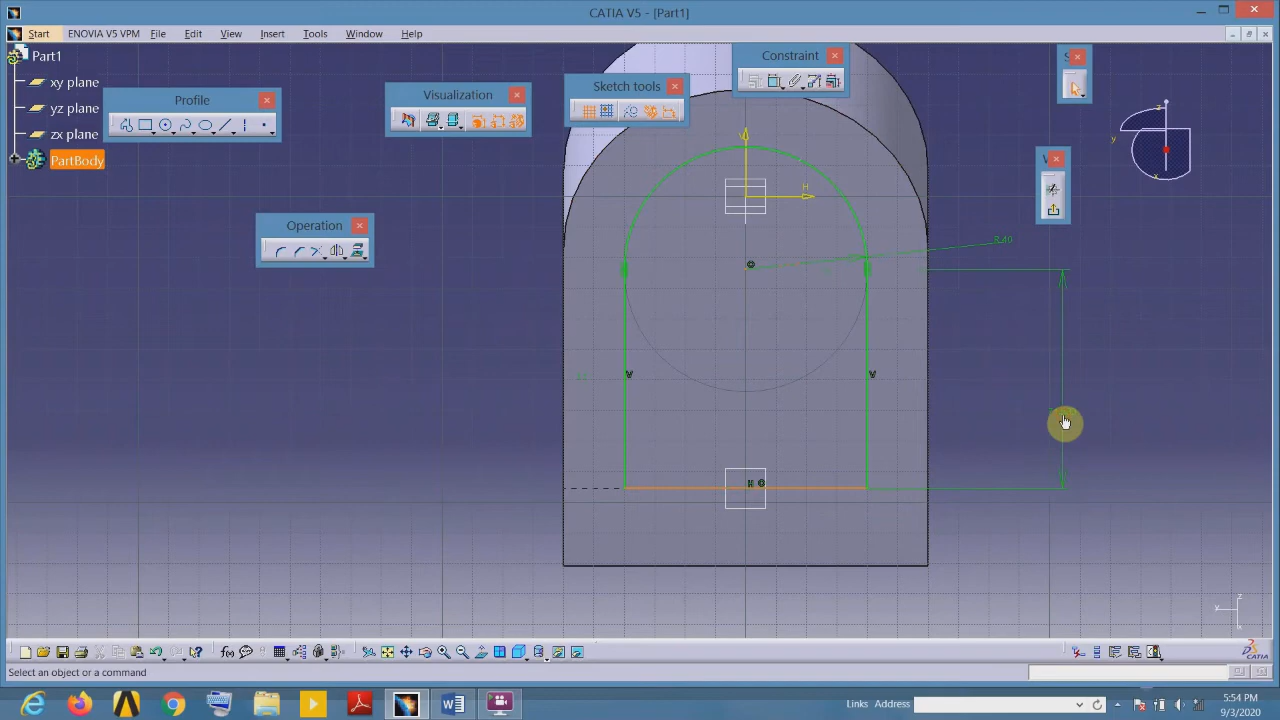 CATIA V5 - [Part1]
Start ENOVIA V5 VPM File Edit View Insert Tools Window Help
Part1
xy plane
yz plane
zx plane
PartBody
Profile
Visualization
Sketch tools
Constraint
Operation
z
y
x
V
H
R 40
V
V
H
z
y
CATIA
Select an object or a command
Links Address
5:54 PM
9/3/2020